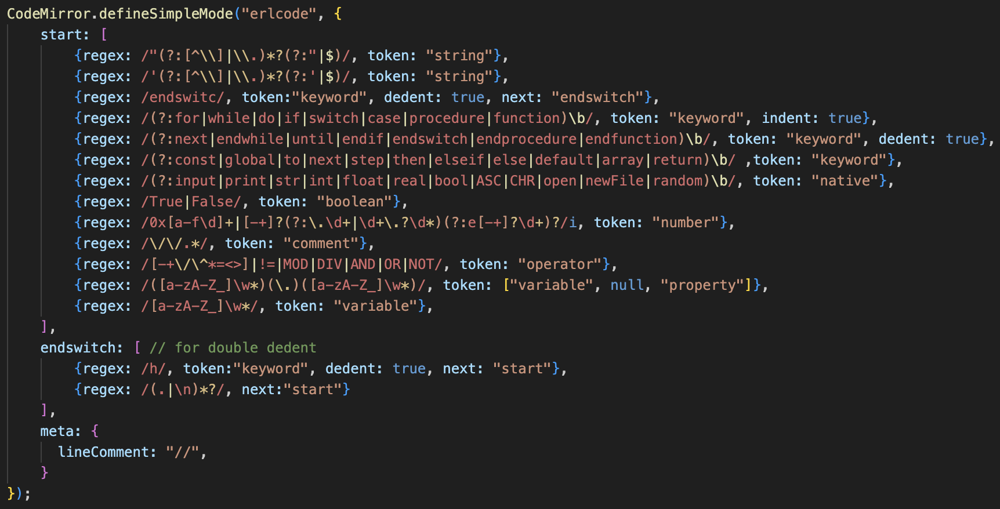 CodeMirror.defineSimpleMode("erlcode", {
    start: [
        {regex: /"(?:[^\\]|\\.)*?(?:"|$)/, token: "string"},
        {regex: /'(?:[^\\]|\\.)*?(?:'|$)/, token: "string"},
        {regex: /endswitc/, token:"keyword", dedent: true, next: "endswitch"},
        {regex: /(?:for|while|do|if|switch|case|procedure|function)\b/, token: "keyword", indent: true},
        {regex: /(?:next|endwhile|until|endif|endswitch|endprocedure|endfunction)\b/, token: "keyword", dedent: true},
        {regex: /(?:const|global|to|next|step|then|elseif|else|default|array|return)\b/ ,token: "keyword"},
        {regex: /(?:input|print|str|int|float|real|bool|ASC|CHR|open|newFile|random)\b/, token: "native"},
        {regex: /True|False/, token: "boolean"},
        {regex: /0x[a-f\d]+|[-+]?(?:\.\d+|\d+\.?\d*)(?:e[-+]?\d+)?/i, token: "number"},
        {regex: /\/\/.*/, token: "comment"},
        {regex: /[-+\/\^*=<>]|!=|MOD|DIV|AND|OR|NOT/, token: "operator"},
        {regex: /([a-zA-Z_]\w*)(\.)([a-zA-Z_]\w*)/, token: ["variable", null, "property"]},
        {regex: /[a-zA-Z_]\w*/, token: "variable"},
    ],
    endswitch: [ // for double dedent
        {regex: /h/, token:"keyword", dedent: true, next: "start"},
        {regex: /(.|\n)*?/, next:"start"}
    ],
    meta: {
      lineComment: "//",
    }
});